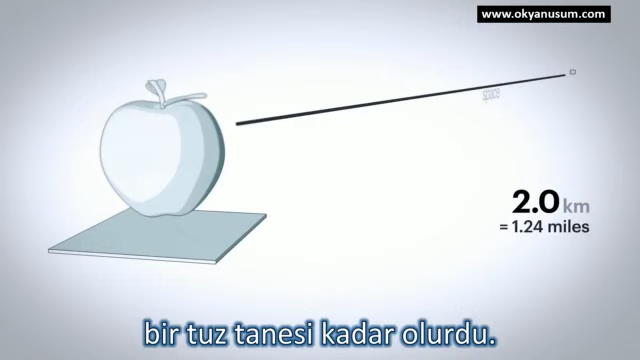 www.okyanusum.com
space
2.0 km
= 1.24 miles
bir tuz tanesi kadar olurdu.